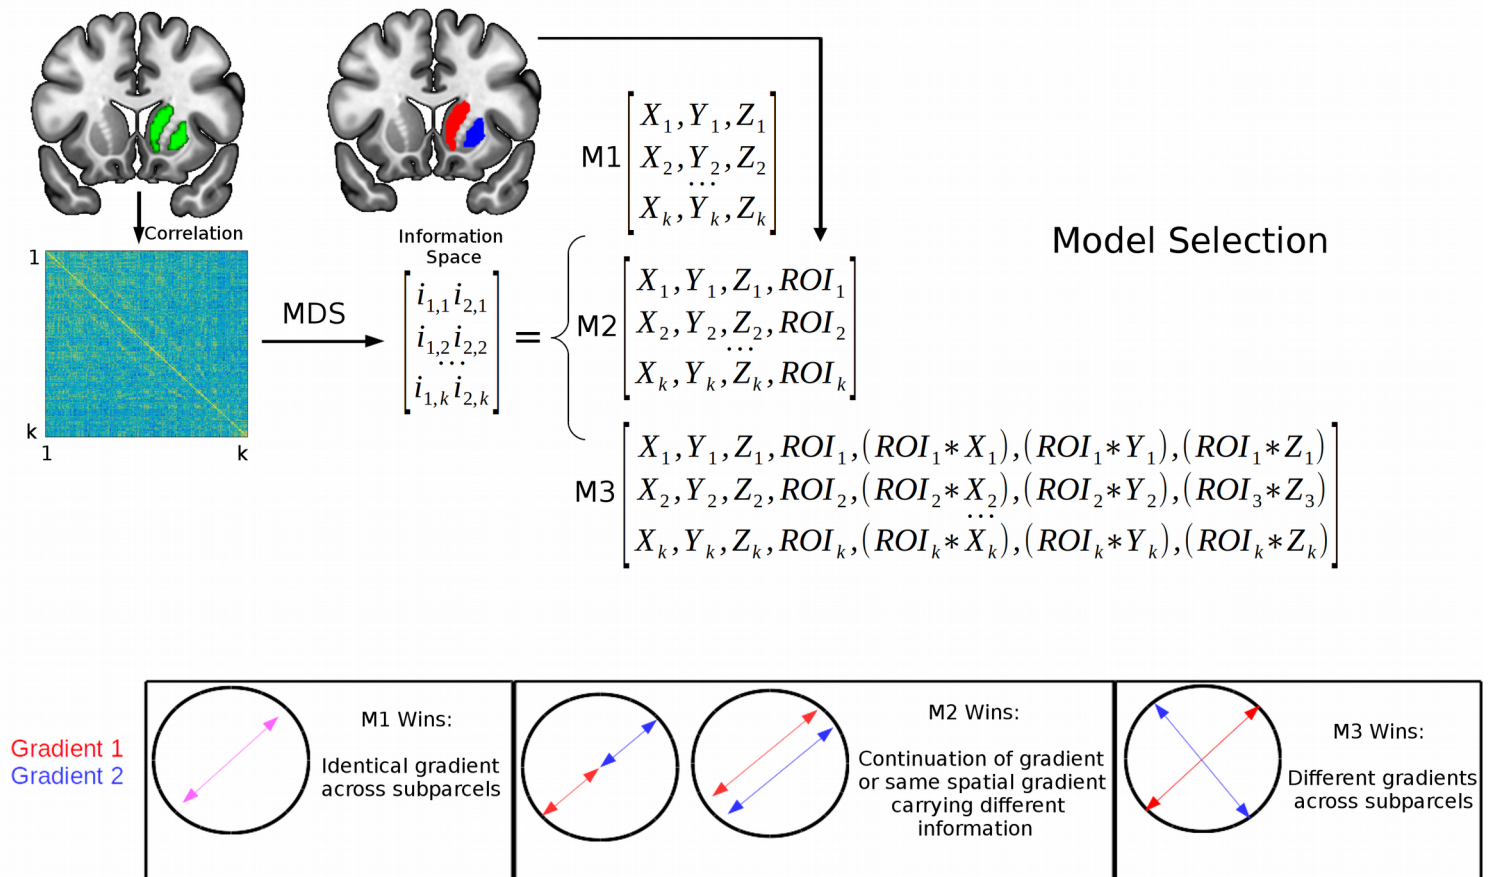 Correlation
1
k
1
k
MDS
Information
Space
[i₁,₁ i₂,₁
i₁,₂ i₂,₂
...
i₁,ₖ i₂,ₖ]
= {
M1
[X₁,Y₁,Z₁
X₂,Y₂,Z₂
...
Xₖ,Yₖ,Zₖ]
M2
[X₁,Y₁,Z₁,ROI₁
X₂,Y₂,Z₂,ROI₂
...
Xₖ,Yₖ,Zₖ,ROIₖ]
M3
[X₁,Y₁,Z₁,ROI₁,(ROI₁*X₁),(ROI₁*Y₁),(ROI₁*Z₁)
X₂,Y₂,Z₂,ROI₂,(ROI₂*X₂),(ROI₂*Y₂),(ROI₃*Z₃)
...
Xₖ,Yₖ,Zₖ,ROIₖ,(ROIₖ*Xₖ),(ROIₖ*Yₖ),(ROIₖ*Zₖ)]
Model Selection
Gradient 1
Gradient 2
M1 Wins:
Identical gradient
across subparcels
M2 Wins:
Continuation of gradient
or same spatial gradient
carrying different
information
M3 Wins:
Different gradients
across subparcels